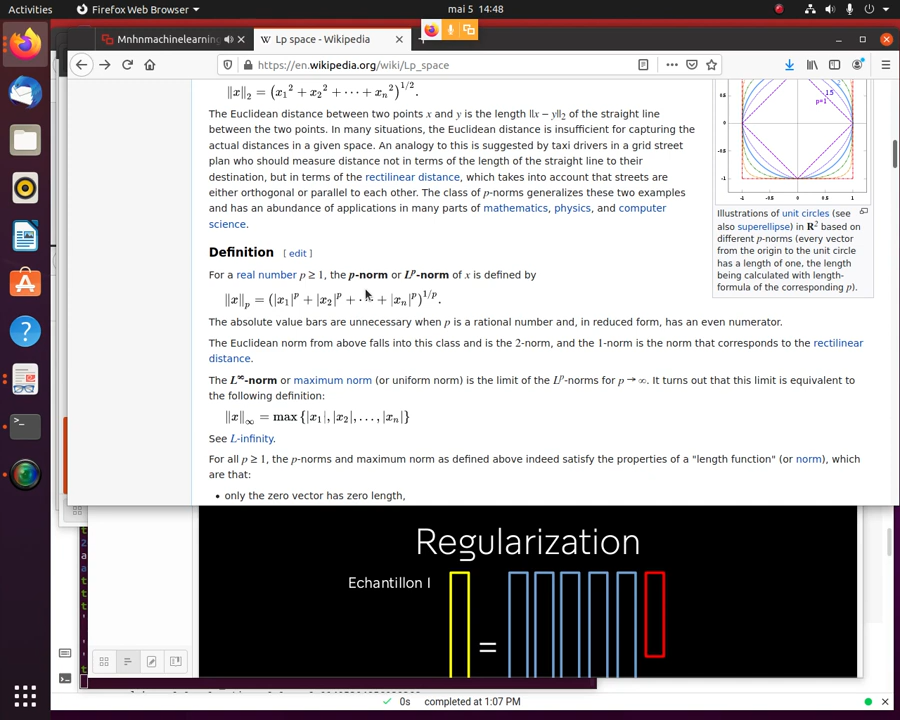 Activities Firefox Web Browser mai 5 14:48
Mnhnmachinelearning
W Lp space - Wikipedia
https://en.wikipedia.org/wiki/Lp_space
‖x‖₂ = (x₁² + x₂² + ⋯ + xₙ²)^{1/2}.
The Euclidean distance between two points x and y is the length ‖x − y‖₂ of the straight line
between the two points. In many situations, the Euclidean distance is insufficient for capturing the
actual distances in a given space. An analogy to this is suggested by taxi drivers in a grid street
plan who should measure distance not in terms of the length of the straight line to their
destination, but in terms of the rectilinear distance, which takes into account that streets are
either orthogonal or parallel to each other. The class of p-norms generalizes these two examples
and has an abundance of applications in many parts of mathematics, physics, and computer
science.
1.5
p=1
0.5
0
-0.5
-1
-1 -0.5 0 0.5 1
Illustrations of unit circles (see
also superellipse) in R² based on
different p-norms (every vector
from the origin to the unit circle
has a length of one, the length
being calculated with length-
formula of the corresponding p).
Definition [ edit ]
For a real number p ≥ 1, the p-norm or Lᵖ-norm of x is defined by
‖x‖ₚ = (|x₁|ᵖ + |x₂|ᵖ + ⋯ + |xₙ|ᵖ)^{1/p}.
The absolute value bars are unnecessary when p is a rational number and, in reduced form, has an even numerator.
The Euclidean norm from above falls into this class and is the 2-norm, and the 1-norm is the norm that corresponds to the rectilinear
distance.
The L^∞-norm or maximum norm (or uniform norm) is the limit of the Lᵖ-norms for p → ∞. It turns out that this limit is equivalent to
the following definition:
‖x‖_∞ = max {|x₁|, |x₂|, …, |xₙ|}
See L-infinity.
For all p ≥ 1, the p-norms and maximum norm as defined above indeed satisfy the properties of a "length function" (or norm), which
are that:
• only the zero vector has zero length,
Regularization
Echantillon I
=
0s completed at 1:07 PM